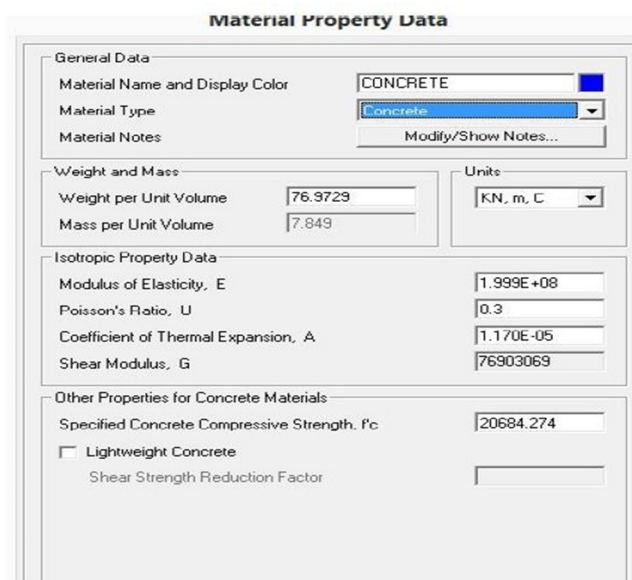 Material Property Data
General Data
Material Name and Display Color CONCRETE
Material Type Concrete
Material Notes Modify/Show Notes...
Weight and Mass Units
Weight per Unit Volume 76.9729 KN, m, C
Mass per Unit Volume 7.849
Isotropic Property Data
Modulus of Elasticity, E 1.999E+08
Poisson's Ratio, U 0.3
Coefficient of Thermal Expansion, A 1.170E-05
Shear Modulus, G 76903069
Other Properties for Concrete Materials
Specified Concrete Compressive Strength, f'c 20684.274
Lightweight Concrete
Shear Strength Reduction Factor